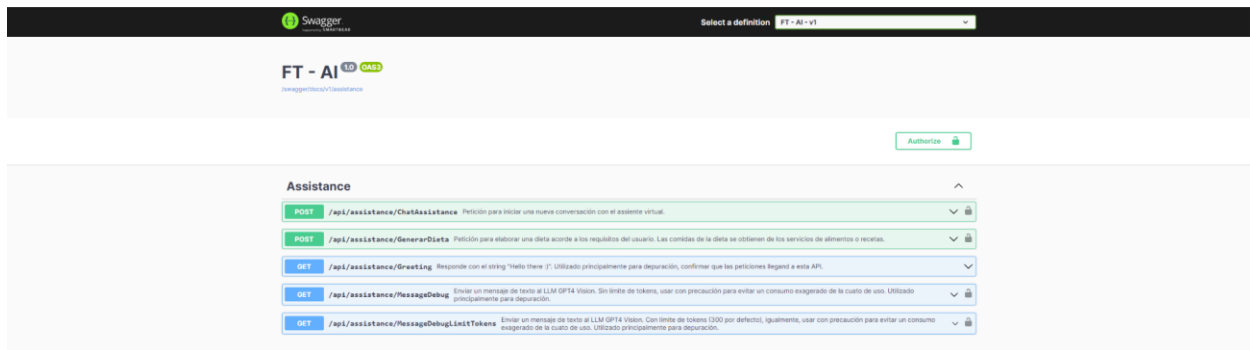 Swagger
Supported by SMARTBEAR
Select a definition
FT - AI - v1
FT - AI 1.0 OAS3
/swagger/docs/v1/assistance
Authorize
Assistance
POST /api/assistance/ChatAssistance Petición para iniciar una nueva conversación con el assiente virtual.
POST /api/assistance/GenerarDieta Petición para elaborar una dieta acorde a los requisitos del usuario. Las comidas de la dieta se obtienen de los servicios de alimentos o recetas.
GET /api/assistance/Greeting Responde con el string "Hello there :)". Utilizado principalmente para depuración, confirmar que las peticiones llegand a esta API.
GET /api/assistance/MessageDebug Enviar un mensaje de texto al LLM GPT4 Vision. Sin limite de tokens, usar con precaución para evitar un consumo exagerado de la cuato de uso. Utilizado
principalmente para depuración.
GET /api/assistance/MessageDebugLimitTokens Enviar un mensaje de texto al LLM GPT4 Vision. Con limite de tokens (300 por defecto), igualmente, usar con precaución para evitar un consumo
exagerado de la cuato de uso. Utilizado principalmente para depuración.